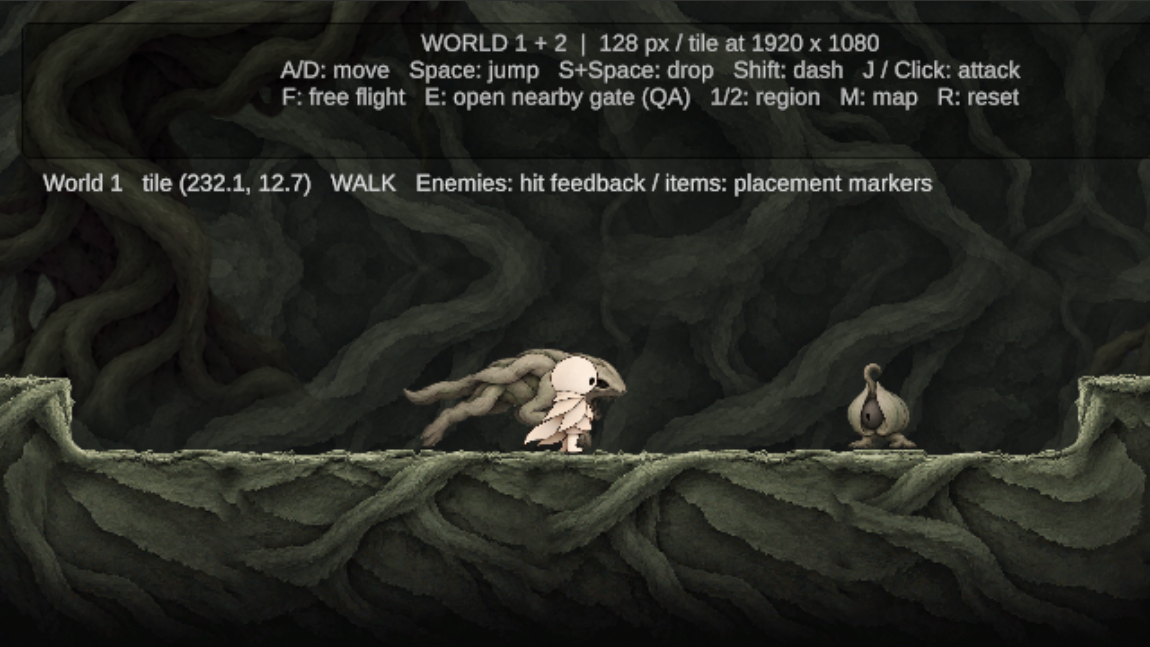 WORLD 1 + 2 | 128 px / tile at 1920 x 1080
A/D: move Space: jump S+Space: drop Shift: dash J / Click: attack
F: free flight E: open nearby gate (QA) 1/2: region M: map R: reset
World 1 tile (232.1, 12.7) WALK Enemies: hit feedback / items: placement markers